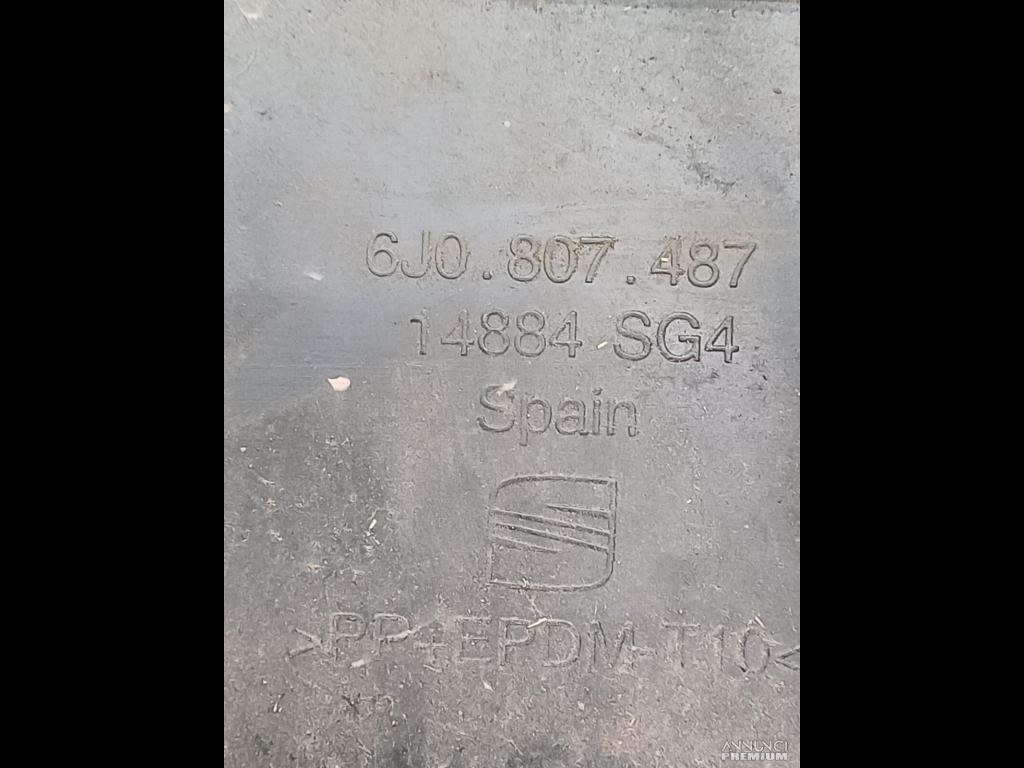 6J0.807.487
14884 SG4
Spain
>PP+EPDM-T10<
ANNUNCI
PREMIUM